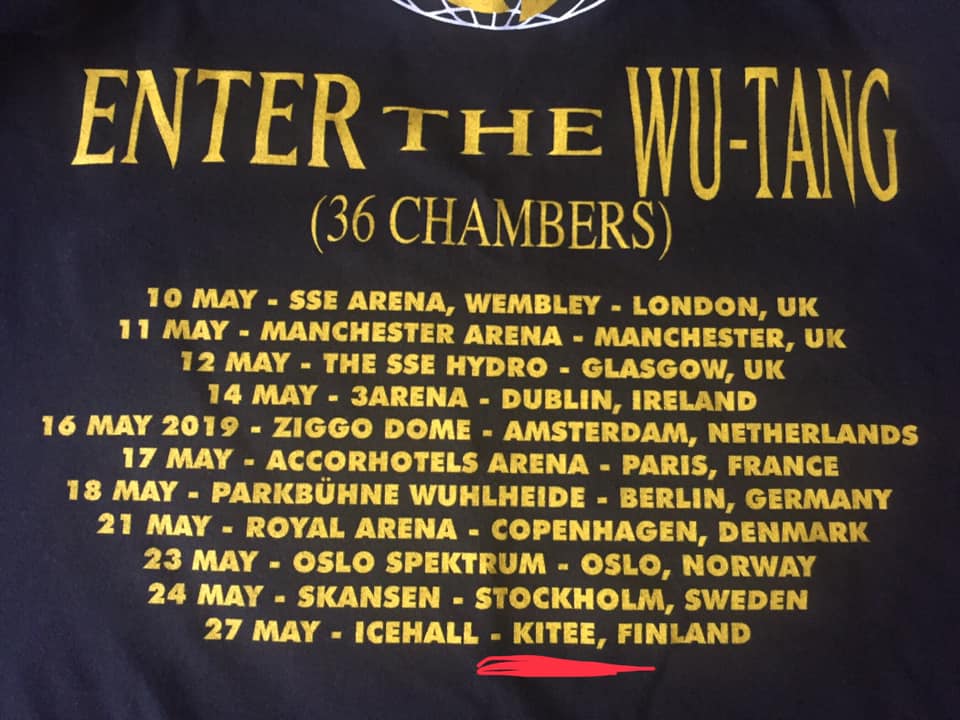 ENTER THE WU-TANG
(36 CHAMBERS)
10 MAY - SSE ARENA, WEMBLEY - LONDON, UK
11 MAY - MANCHESTER ARENA - MANCHESTER, UK
12 MAY - THE SSE HYDRO - GLASGOW, UK
14 MAY - 3ARENA - DUBLIN, IRELAND
16 MAY 2019 - ZIGGO DOME - AMSTERDAM, NETHERLANDS
17 MAY - ACCORHOTELS ARENA - PARIS, FRANCE
18 MAY - PARKBÜHNE WUHLHEIDE - BERLIN, GERMANY
21 MAY - ROYAL ARENA - COPENHAGEN, DENMARK
23 MAY - OSLO SPEKTRUM - OSLO, NORWAY
24 MAY - SKANSEN - STOCKHOLM, SWEDEN
27 MAY - ICEHALL - KITEE, FINLAND